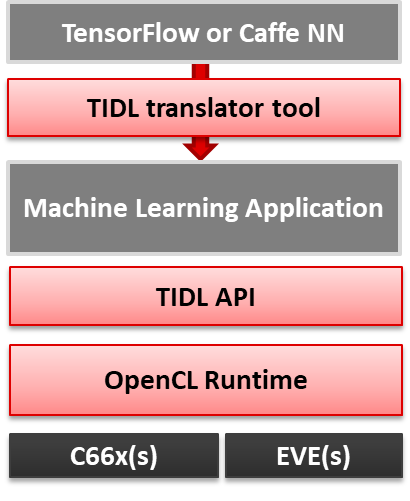 TensorFlow or Caffe NN
TIDL translator tool
Machine Learning Application
TIDL API
OpenCL Runtime
C66x(s)
EVE(s)